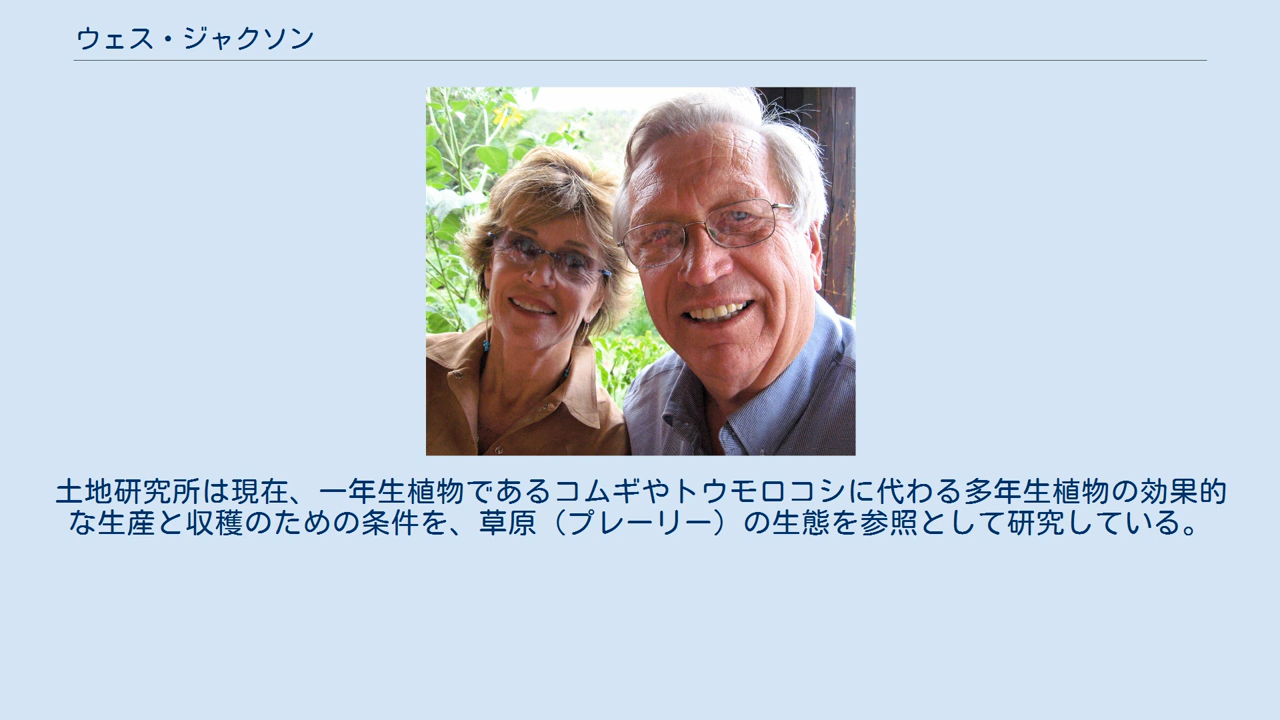 ウェス・ジャクソン
土地研究所は現在、一年生植物であるコムギやトウモロコシに代わる多年生植物の効果的
な生産と収穫のための条件を、草原（プレーリー）の生態を参照として研究している。